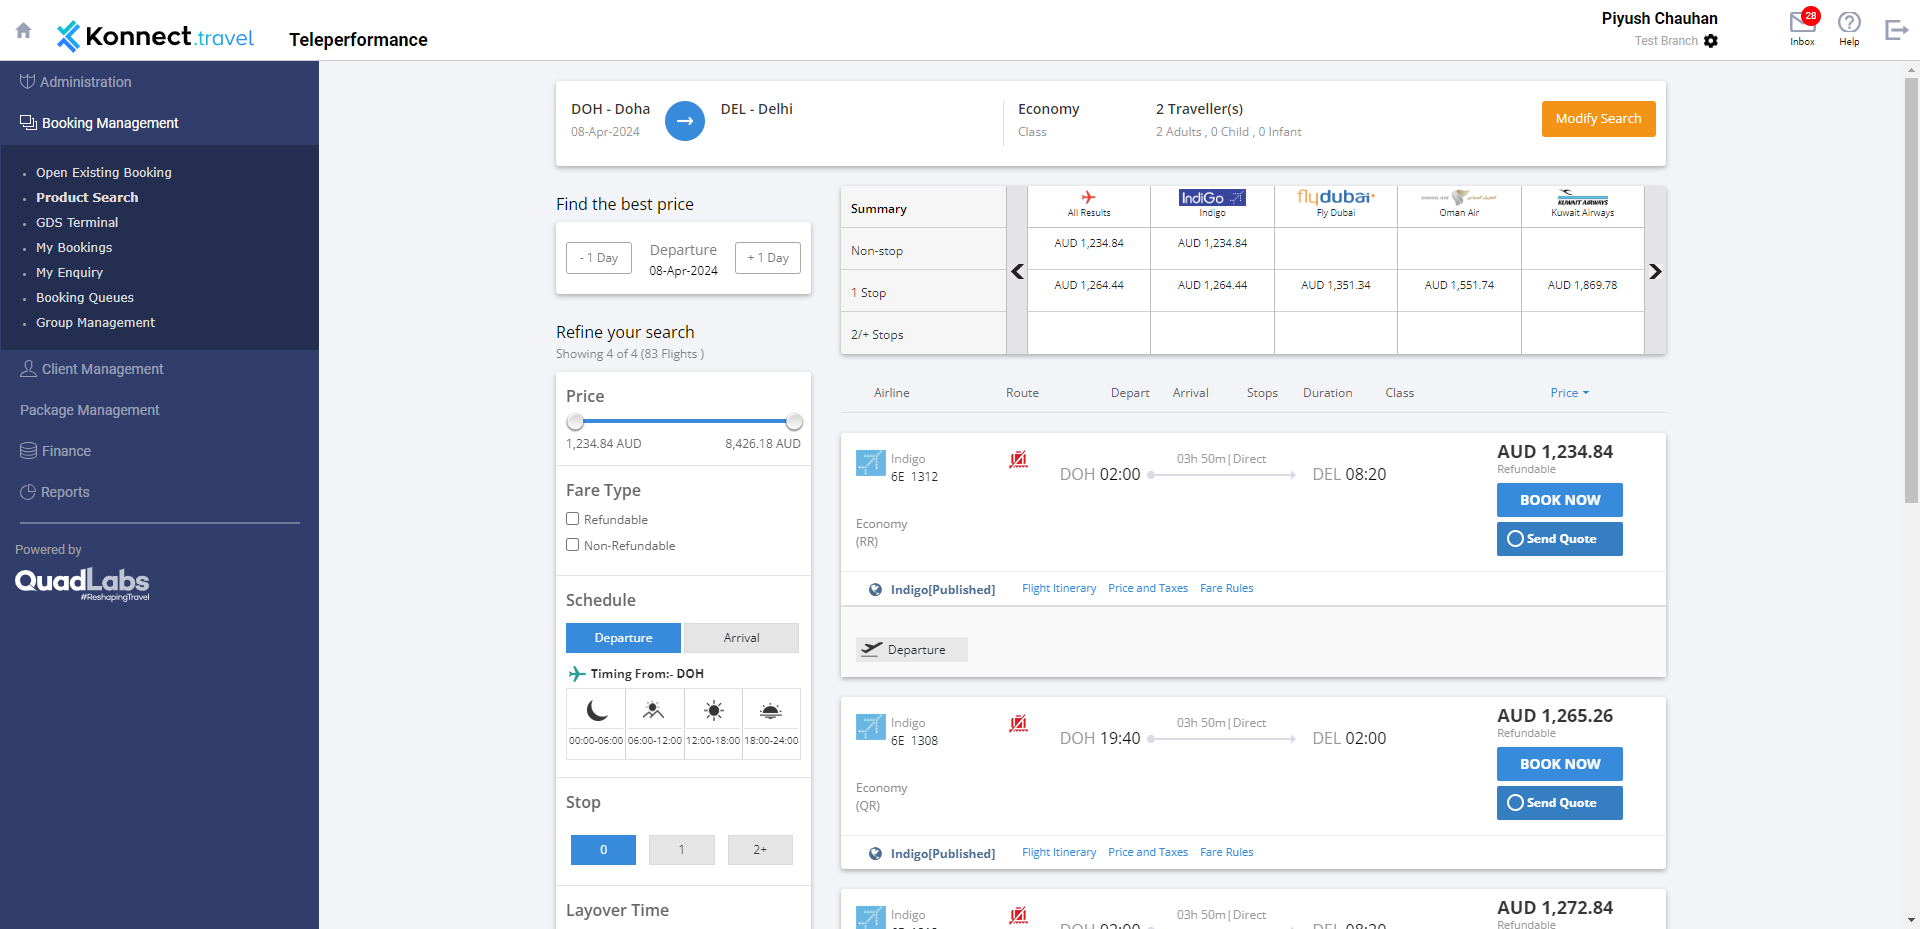 Konnect.travel
Teleperformance
Piyush Chauhan
Test Branch
28
Inbox
Help
Administration
Booking Management
Open Existing Booking
Product Search
GDS Terminal
My Bookings
My Enquiry
Booking Queues
Group Management
Client Management
Package Management
Finance
Reports
Powered by
QuadLabs
#ReshapingTravel
DOH - Doha
08-Apr-2024
DEL - Delhi
Economy
Class
2 Traveller(s)
2 Adults , 0 Child , 0 Infant
Modify Search
Find the best price
- 1 Day
Departure
08-Apr-2024
+ 1 Day
Refine your search
Showing 4 of 4 (83 Flights )
Price
1,234.84 AUD 8,426.18 AUD
Fare Type
Refundable
Non-Refundable
Schedule
Departure Arrival
Timing From:- DOH
00:00-06:00 06:00-12:00 12:00-18:00 18:00-24:00
Stop
0 1 2+
Layover Time
Summary
All Results
IndiGo
Indigo
flydubai
Fly Dubai
OMAN AIR
Oman Air
KUWAIT AIRWAYS
Kuwait Airways
Non-stop AUD 1,234.84 AUD 1,234.84
1 Stop AUD 1,264.44 AUD 1,264.44 AUD 1,351.34 AUD 1,551.74 AUD 1,869.78
2/+ Stops
Airline Route Depart Arrival Stops Duration Class Price
Indigo
6E 1312
DOH 02:00
03h 50m|Direct
DEL 08:20
AUD 1,234.84
Refundable
BOOK NOW
Send Quote
Economy
(RR)
Indigo[Published] Flight Itinerary Price and Taxes Fare Rules
Departure
Indigo
6E 1308
DOH 19:40
03h 50m|Direct
DEL 02:00
AUD 1,265.26
Refundable
BOOK NOW
Send Quote
Economy
(QR)
Indigo[Published] Flight Itinerary Price and Taxes Fare Rules
Indigo
03h 50m|Direct
DOH 02:00
DEL 08:20
AUD 1,272.84
Refundable